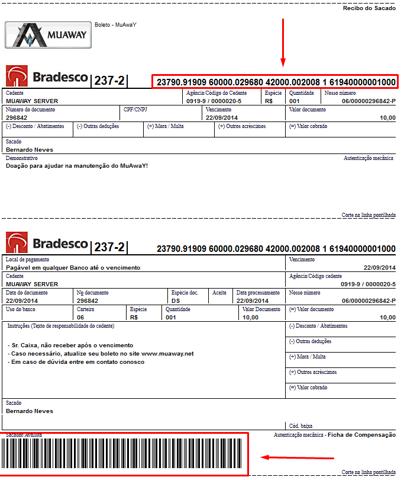 Recibo do Sacado
MUAWAY
Boleto - MuAwaY
Bradesco 237-2 23790.91909 60000.029680 42000.002008 1 61940000001000
Cedente Agência/Código do Cedente Espécie Quantidade Nosso número
MUAWAY SERVER 0919-9 / 0000020-5 R$ 001 06/00000296842-P
Número do documento CPF/CNPJ Vencimento Valor documento
296842 22/09/2014 10,00
(-) Desconto / Abatimentos (-) Outras deduções (+) Mora / Multa (+) Outros acréscimos (=) Valor cobrado
Sacado
Bernardo Neves
Demonstrativo Autenticação mecânica
Doação para ajudar na manutenção do MuAwaY!
Corte na linha pontilhada
Bradesco 237-2 23790.91909 60000.029680 42000.002008 1 61940000001000
Local de pagamento Vencimento
Pagável em qualquer Banco até o vencimento 22/09/2014
Cedente Agência/Código cedente
MUAWAY SERVER 0919-9 / 0000020-5
Data do documento Nº documento Espécie doc. Aceite Data processamento Nosso número
22/09/2014 296842 DS 22/09/2014 06/00000296842-P
Uso do banco Carteira Espécie Quantidade Valor Documento (=) Valor documento
06 R$ 001 10,00 10,00
Instruções (Texto de responsabilidade do cedente) (-) Desconto / Abatimentos
(-) Outras deduções
- Sr. Caixa, não receber após o vencimento
- Caso necessário, atualize seu boleto no site www.muaway.net
(+) Mora / Multa
- Em caso de dúvida entre em contato conosco
(+) Outros acréscimos
(=) Valor cobrado
Sacado
Bernardo Neves
Cód. baixa
Sacador/Avalista Autenticação mecânica - Ficha de Compensação
Corte na linha pontilhada